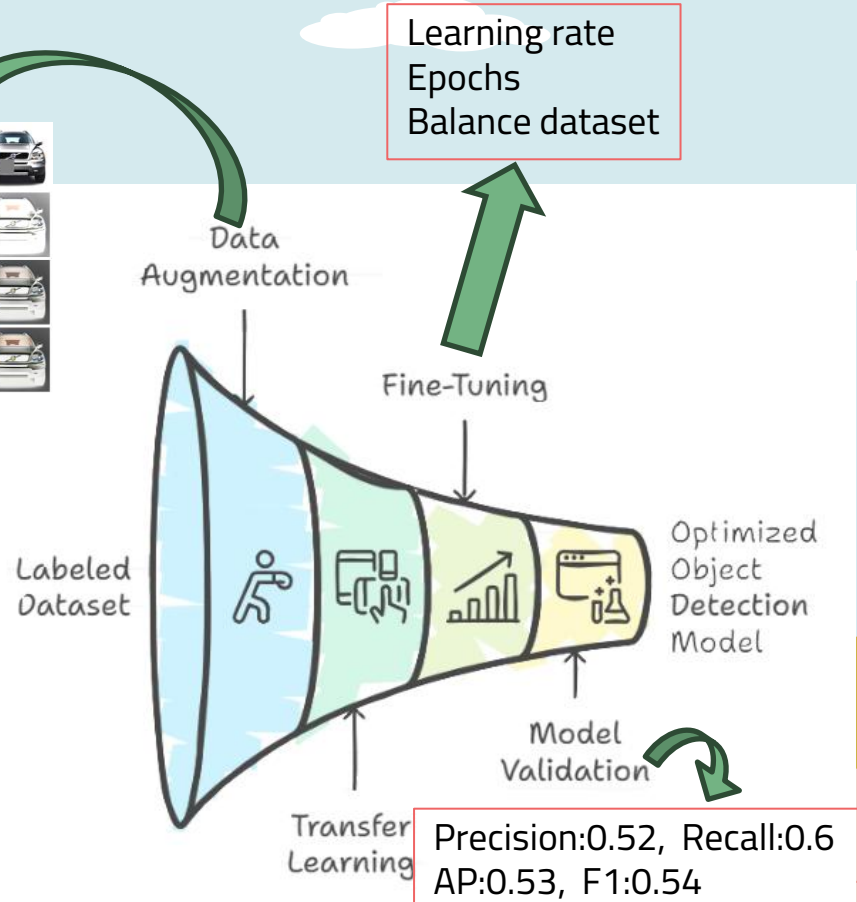 Learning rate
Epochs
Balance dataset
Data
Augmentation
Fine-Tuning
Labeled
Dataset
Optimized
Object
Detection
Model
Model
Validation
Transfer
Learning
Precision:0.52, Recall:0.6
AP:0.53, F1:0.54